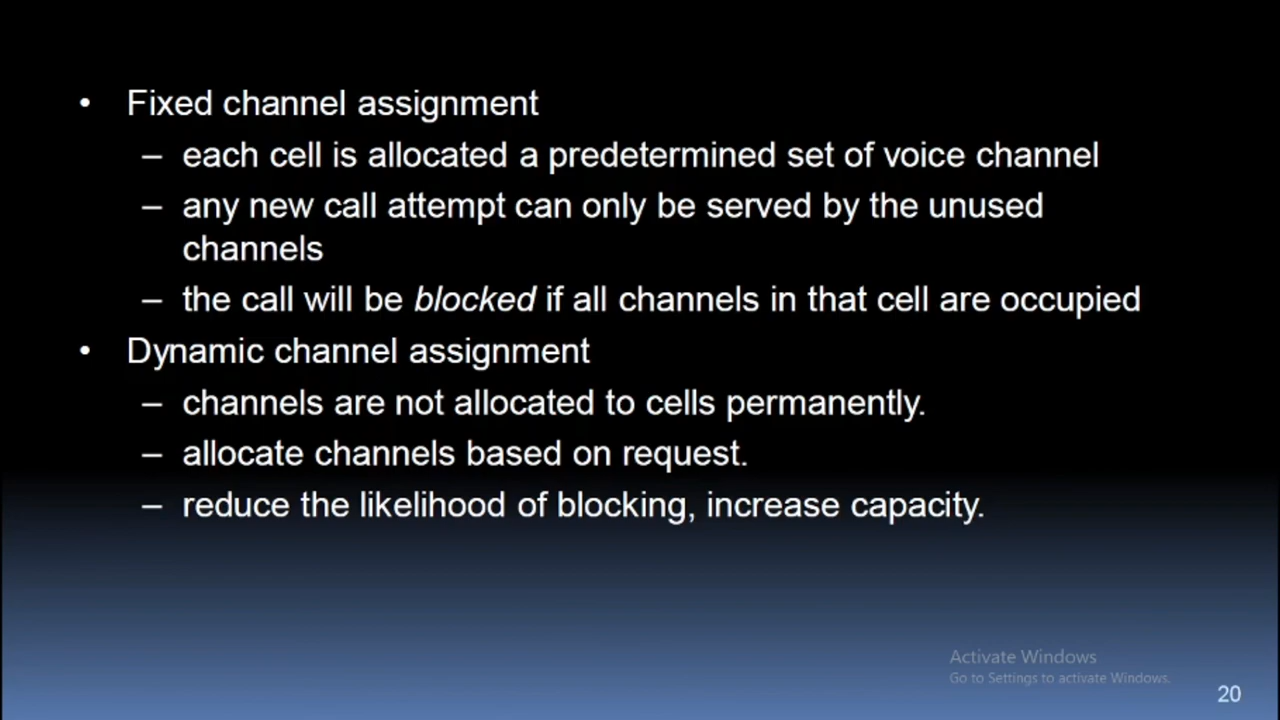 • Fixed channel assignment
– each cell is allocated a predetermined set of voice channel
– any new call attempt can only be served by the unused
channels
– the call will be blocked if all channels in that cell are occupied
• Dynamic channel assignment
– channels are not allocated to cells permanently.
– allocate channels based on request.
– reduce the likelihood of blocking, increase capacity.
Activate Windows
Go to Settings to activate Windows.
20